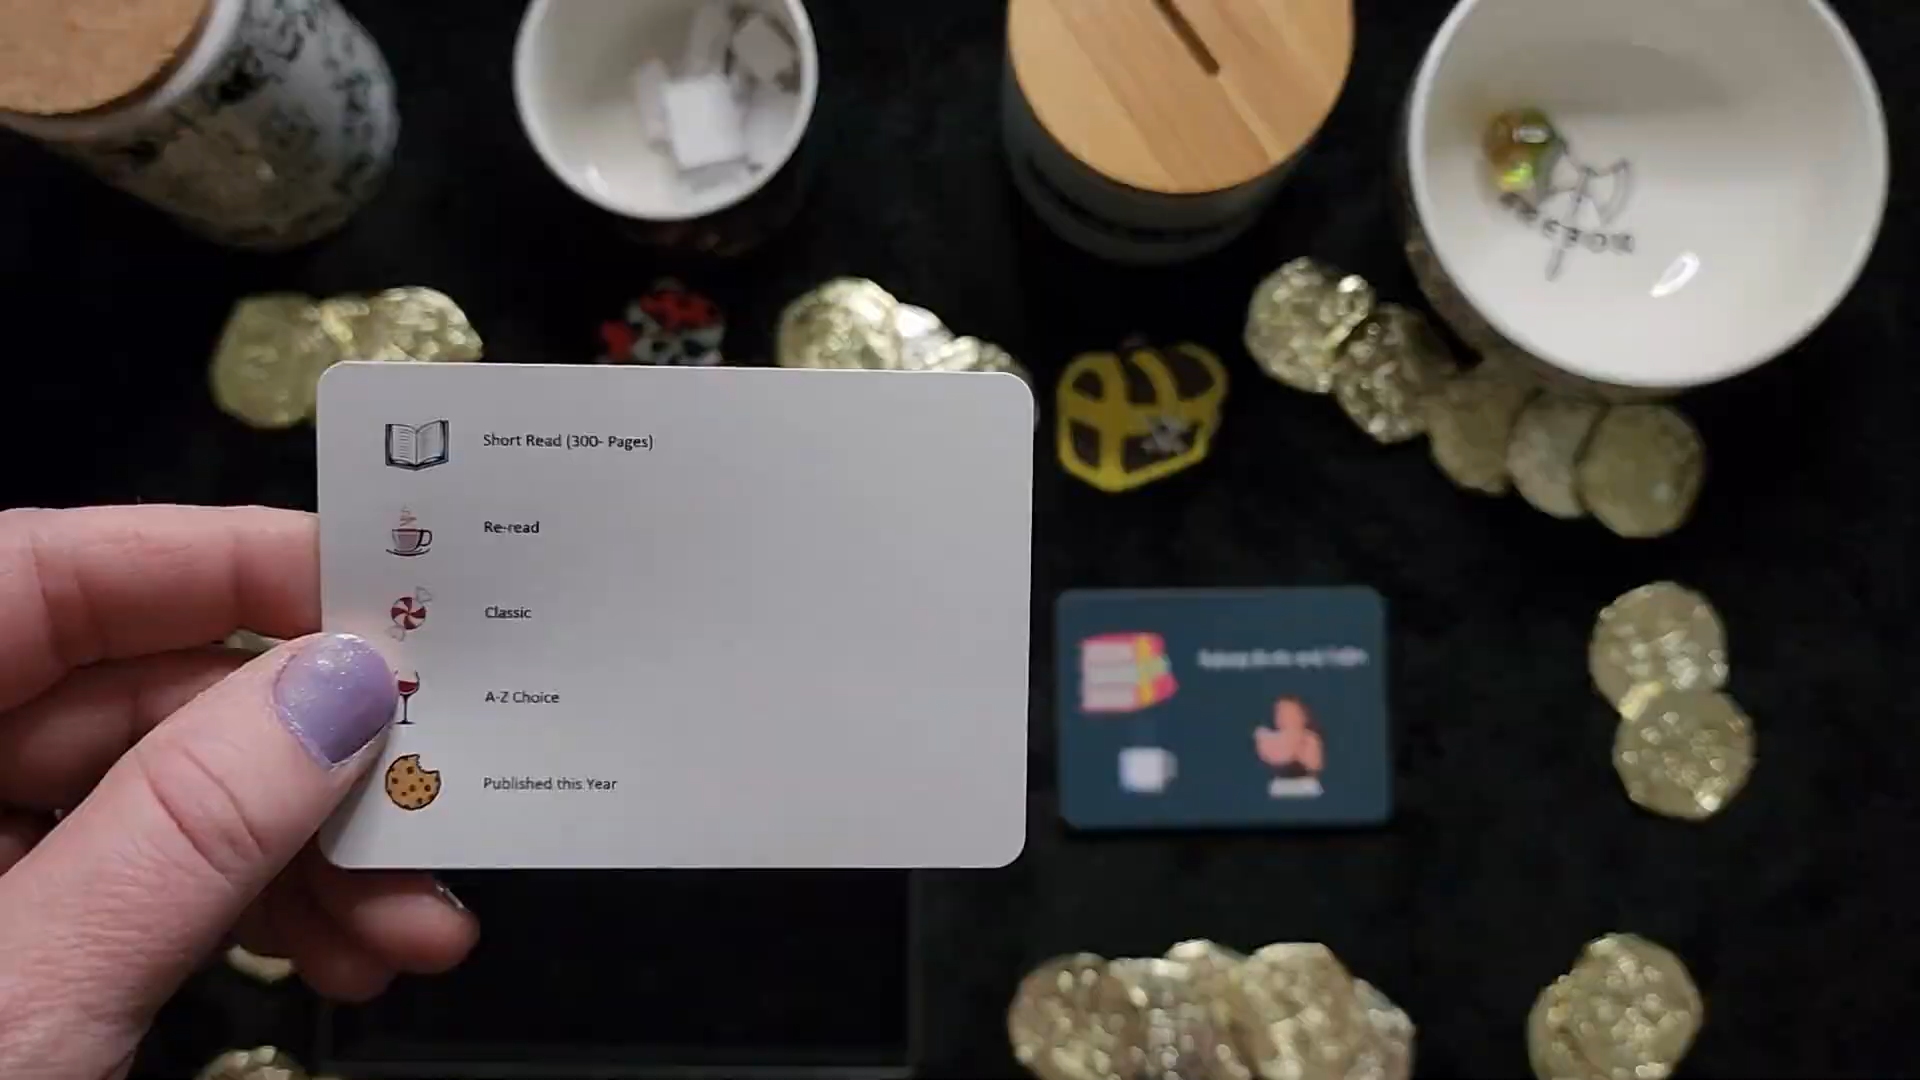 Short Read (300- Pages)
Re-read
Classic
A-Z Choice
Published this Year